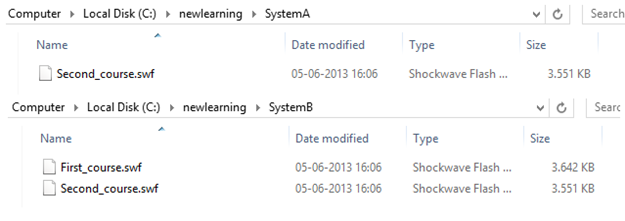 Computer ▸ Local Disk (C:) ▸ newlearning ▸ SystemA Search
Name Date modified Type Size
Second_course.swf 05-06-2013 16:06 Shockwave Flash ... 3.551 KB
Computer ▸ Local Disk (C:) ▸ newlearning ▸ SystemB Searc
Name Date modified Type Size
First_course.swf 05-06-2013 16:06 Shockwave Flash ... 3.642 KB
Second_course.swf 05-06-2013 16:06 Shockwave Flash ... 3.551 KB